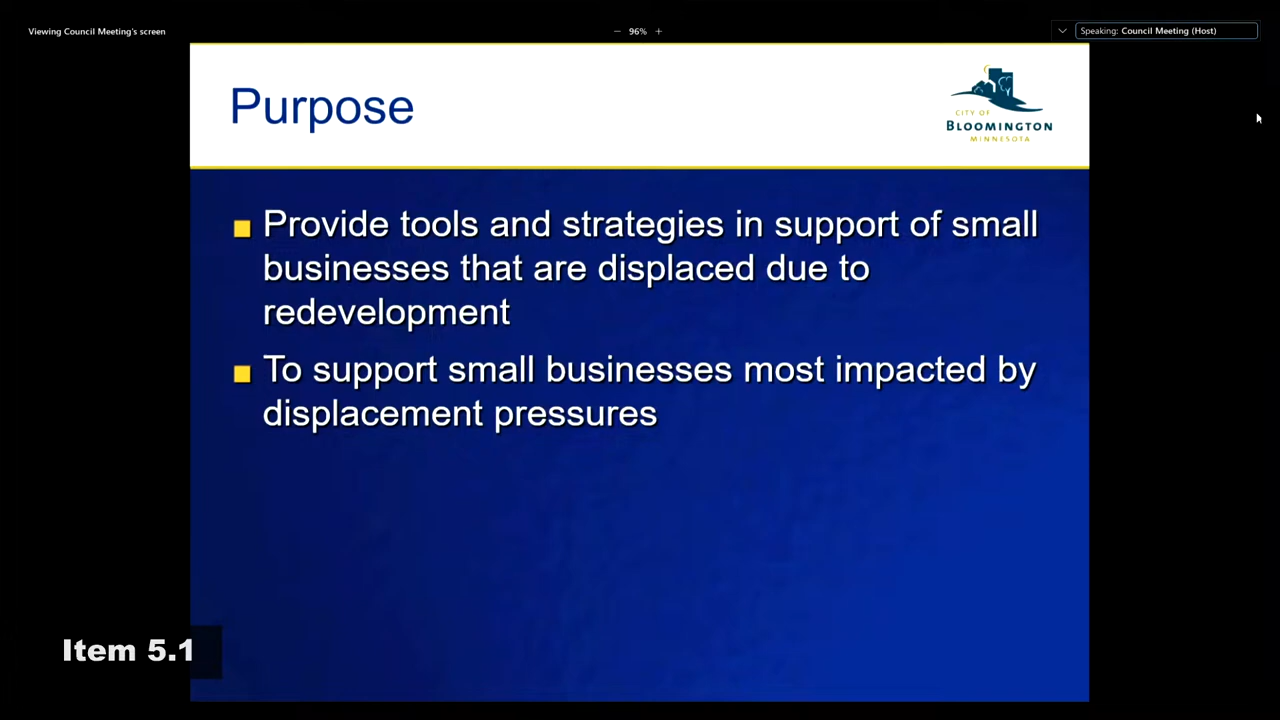 Viewing Council Meeting's screen
− 96% +
Speaking: Council Meeting (Host)
Purpose
CITY OF
BLOOMINGTON
MINNESOTA
Provide tools and strategies in support of small
businesses that are displaced due to
redevelopment
To support small businesses most impacted by
displacement pressures
Item 5.1